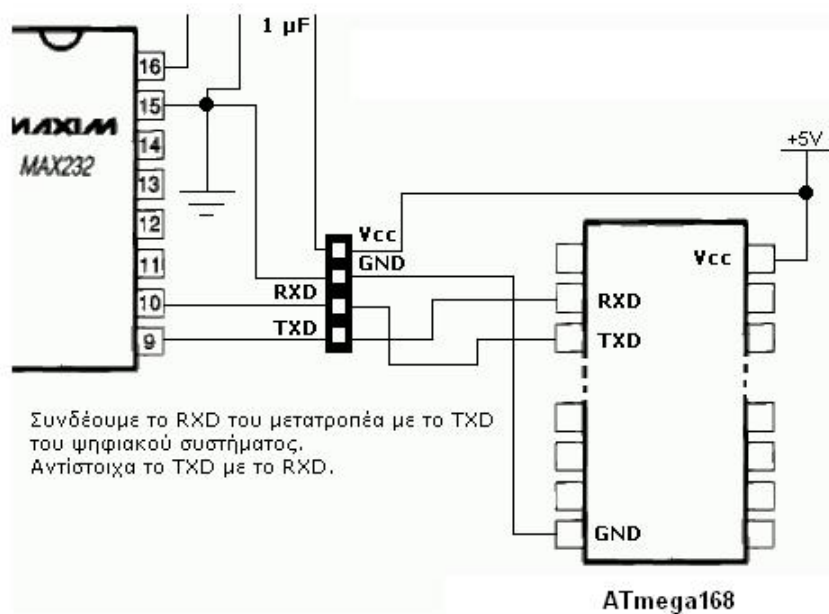 1 μF
16
15
14
13
12
11
10
9
MAXIM
MAX232
+5V
Vcc
GND
RXD
TXD
Vcc
RXD
TXD
GND
Συνδέουμε το RXD του μετατροπέα με το TXD
του ψηφιακού συστήματος.
Αντίστοιχα το TXD με το RXD.
ATmega168